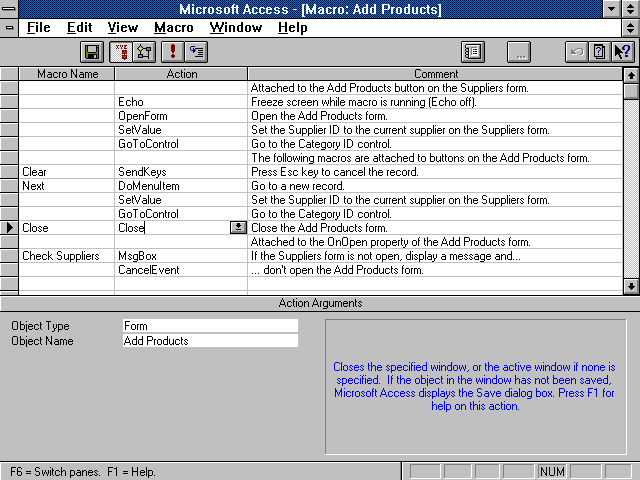 Microsoft Access - [Macro: Add Products]
File Edit View Macro Window Help
XYZ
...
Macro Name Action Comment
Attached to the Add Products button on the Suppliers form.
Echo Freeze screen while macro is running (Echo off).
OpenForm Open the Add Products form.
SetValue Set the Supplier ID to the current supplier on the Suppliers form.
GoToControl Go to the Category ID control.
The following macros are attached to buttons on the Add Products form.
Clear SendKeys Press Esc key to cancel the record.
Next DoMenuItem Go to a new record.
SetValue Set the Supplier ID to the current supplier on the Suppliers form.
GoToControl Go to the Category ID control.
Close Close Close the Add Products form.
Attached to the OnOpen property of the Add Products form.
Check Suppliers MsgBox If the Suppliers form is not open, display a message and...
CancelEvent ... don't open the Add Products form.
Action Arguments
Object Type Form
Object Name Add Products
Closes the specified window, or the active window if none is
specified. If the object in the window has not been saved,
Microsoft Access displays the Save dialog box. Press F1 for
help on this action.
F6 = Switch panes. F1 = Help. NUM